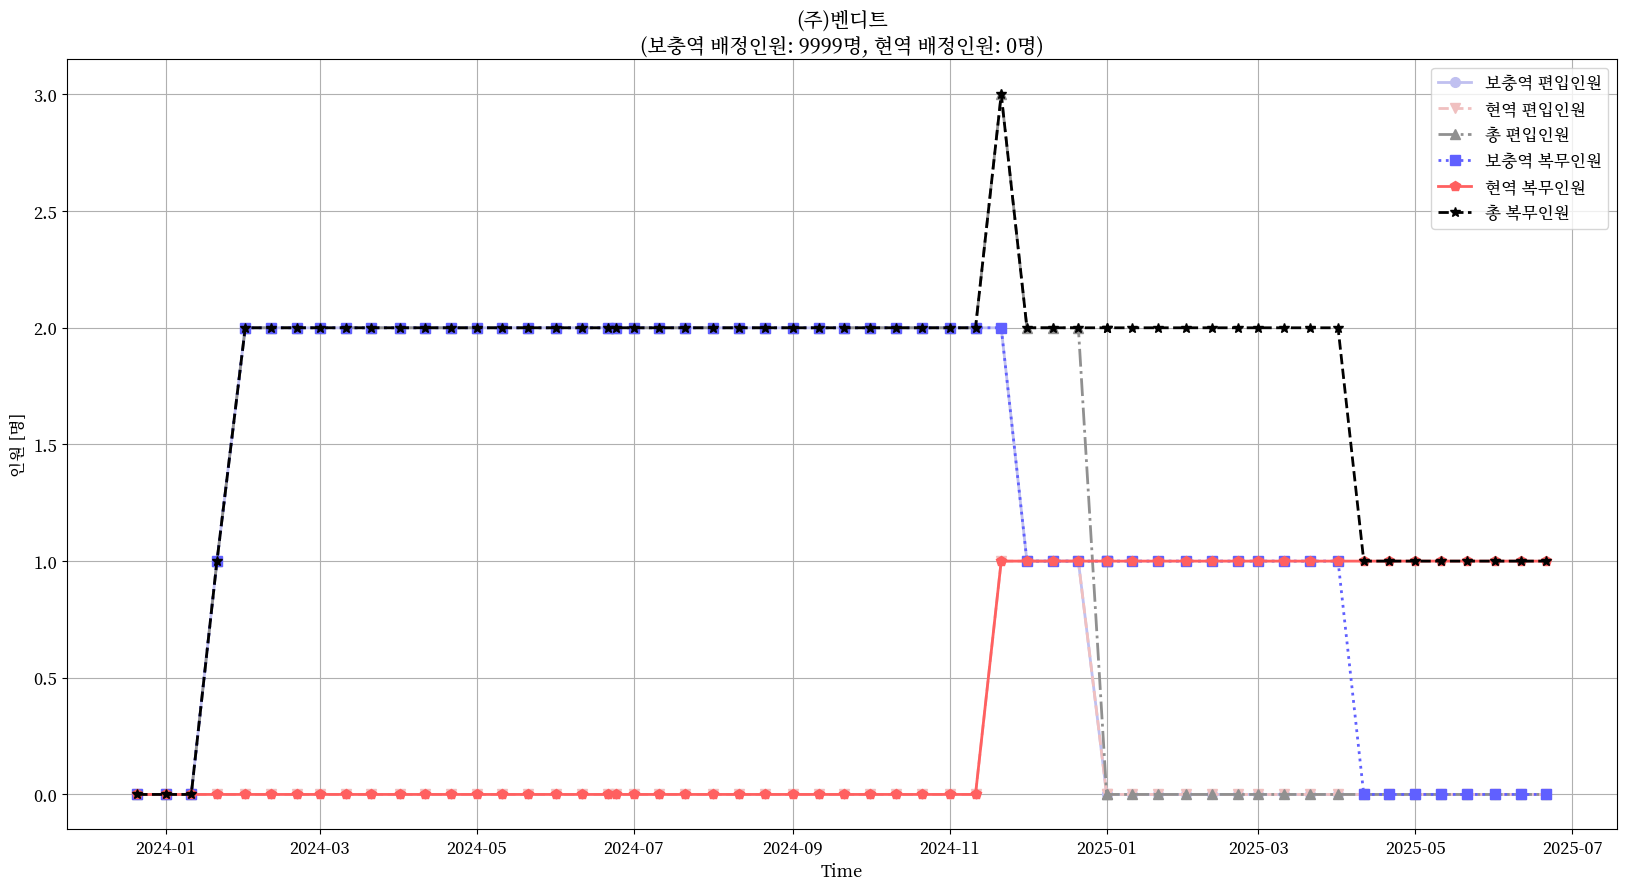 (주)벤디트
(보충역 배정인원: 9999명, 현역 배정인원: 0명)
보충역 편입인원
현역 편입인원
총 편입인원
보충역 복무인원
현역 복무인원
총 복무인원
인원 [명]
3.0
2.5
2.0
1.5
1.0
0.5
0.0
2024-01 2024-03 2024-05 2024-07 2024-09 2024-11 2025-01 2025-03 2025-05 2025-07
Time